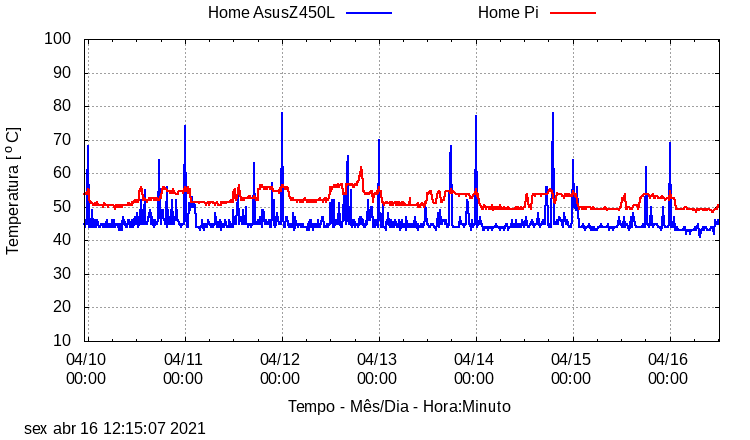 Home AsusZ450L Home Pi
100
90
80
70
60
50
40
30
20
10
Temperatura [ º C]
04/10 04/11 04/12 04/13 04/14 04/15 04/16
00:00 00:00 00:00 00:00 00:00 00:00 00:00
Tempo - Mês/Dia - Hora:Minuto
sex abr 16 12:15:07 2021